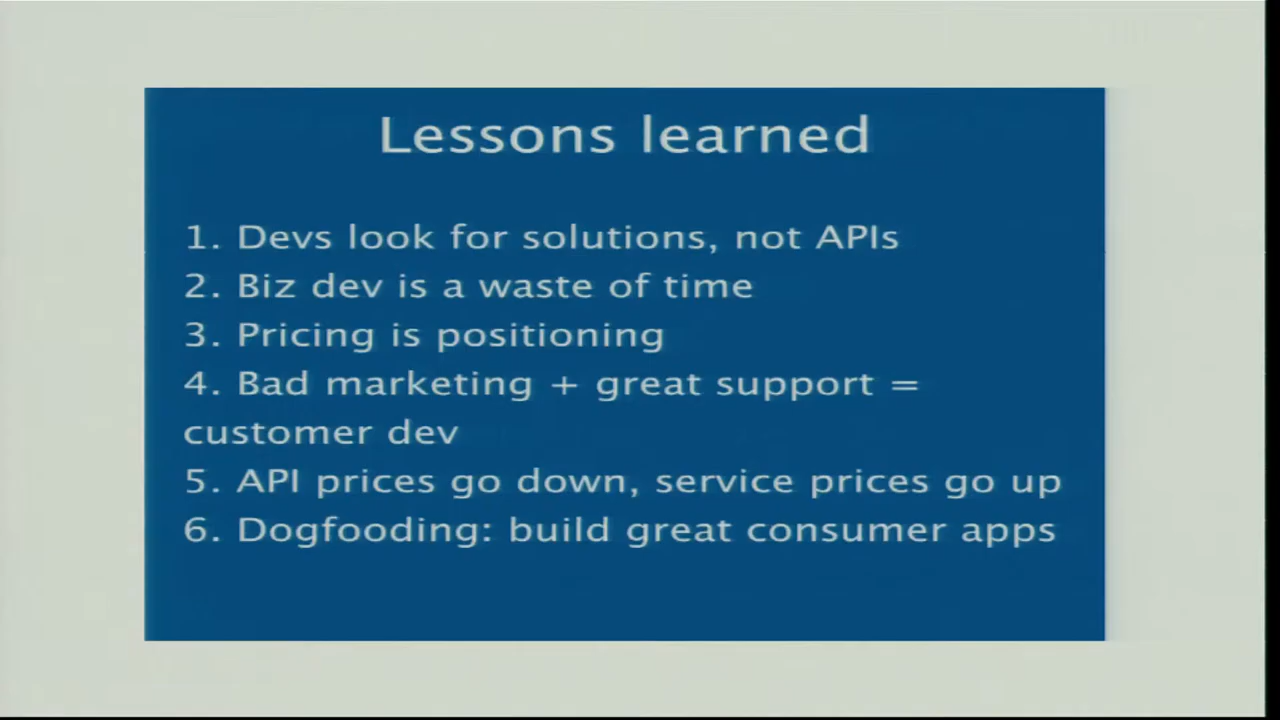 Lessons learned
1. Devs look for solutions, not APIs
2. Biz dev is a waste of time
3. Pricing is positioning
4. Bad marketing + great support =
customer dev
5. API prices go down, service prices go up
6. Dogfooding: build great consumer apps